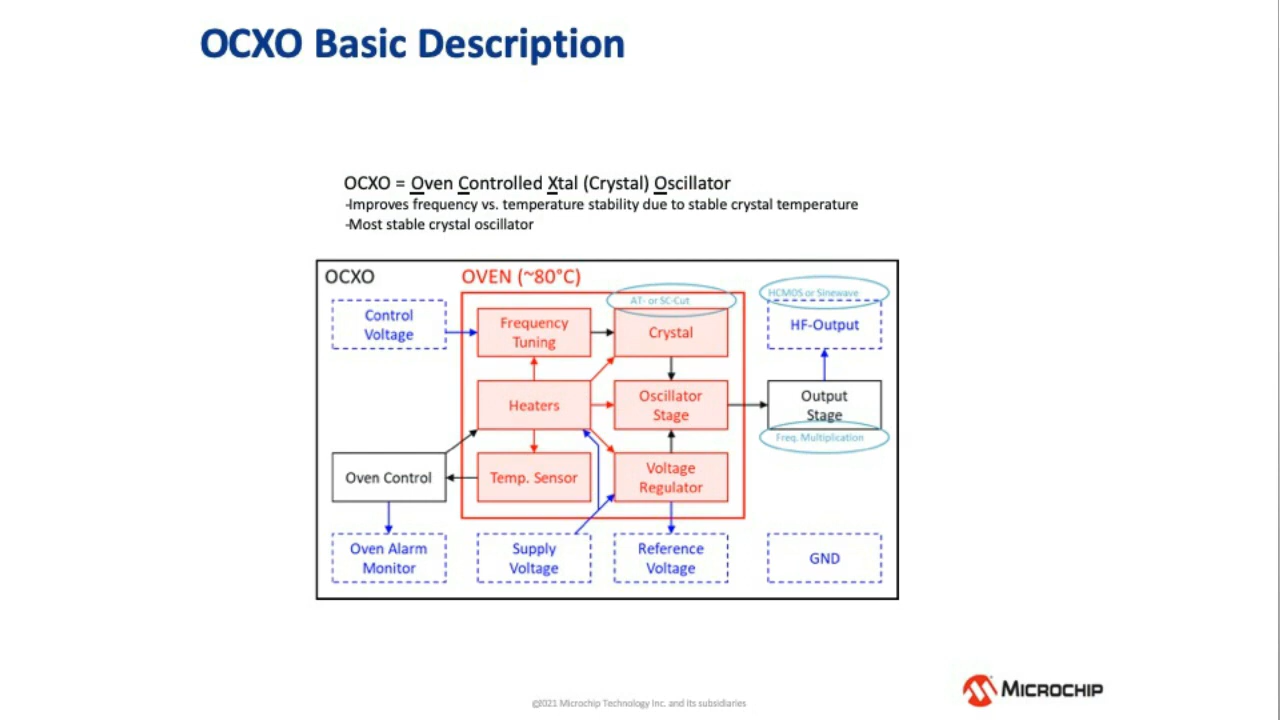 OCXO Basic Description
OCXO = Oven Controlled Xtal (Crystal) Oscillator
-Improves frequency vs. temperature stability due to stable crystal temperature
-Most stable crystal oscillator
OCXO
OVEN (~80°C)
Control
Voltage
Frequency
Tuning
AT- or SC-Cut
Crystal
HCMOS or Sinewave
HF-Output
Heaters
Oscillator
Stage
Output
Stage
Freq. Multiplication
Oven Control
Temp. Sensor
Voltage
Regulator
Oven Alarm
Monitor
Supply
Voltage
Reference
Voltage
GND
©2021 Microchip Technology Inc. and its subsidiaries
MICROCHIP